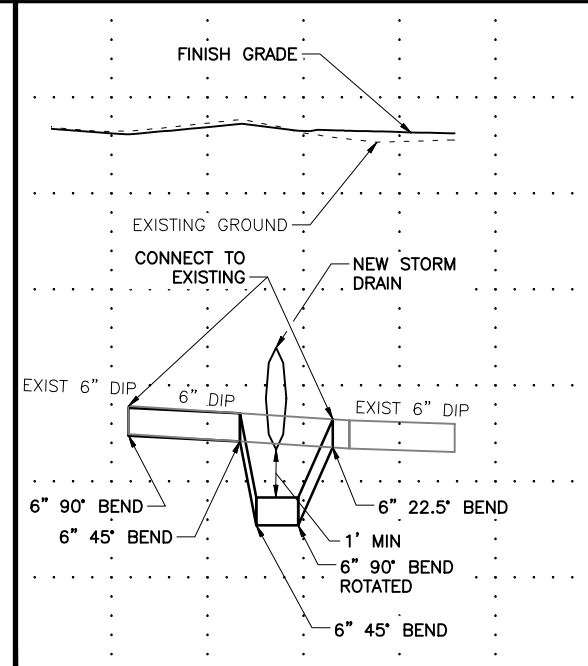 FINISH GRADE
EXISTING GROUND
CONNECT TO
EXISTING
NEW STORM
DRAIN
EXIST 6" DIP
6" DIP
EXIST 6" DIP
6" 90° BEND
6" 22.5° BEND
6" 45° BEND
1' MIN
6" 90° BEND
ROTATED
6" 45° BEND